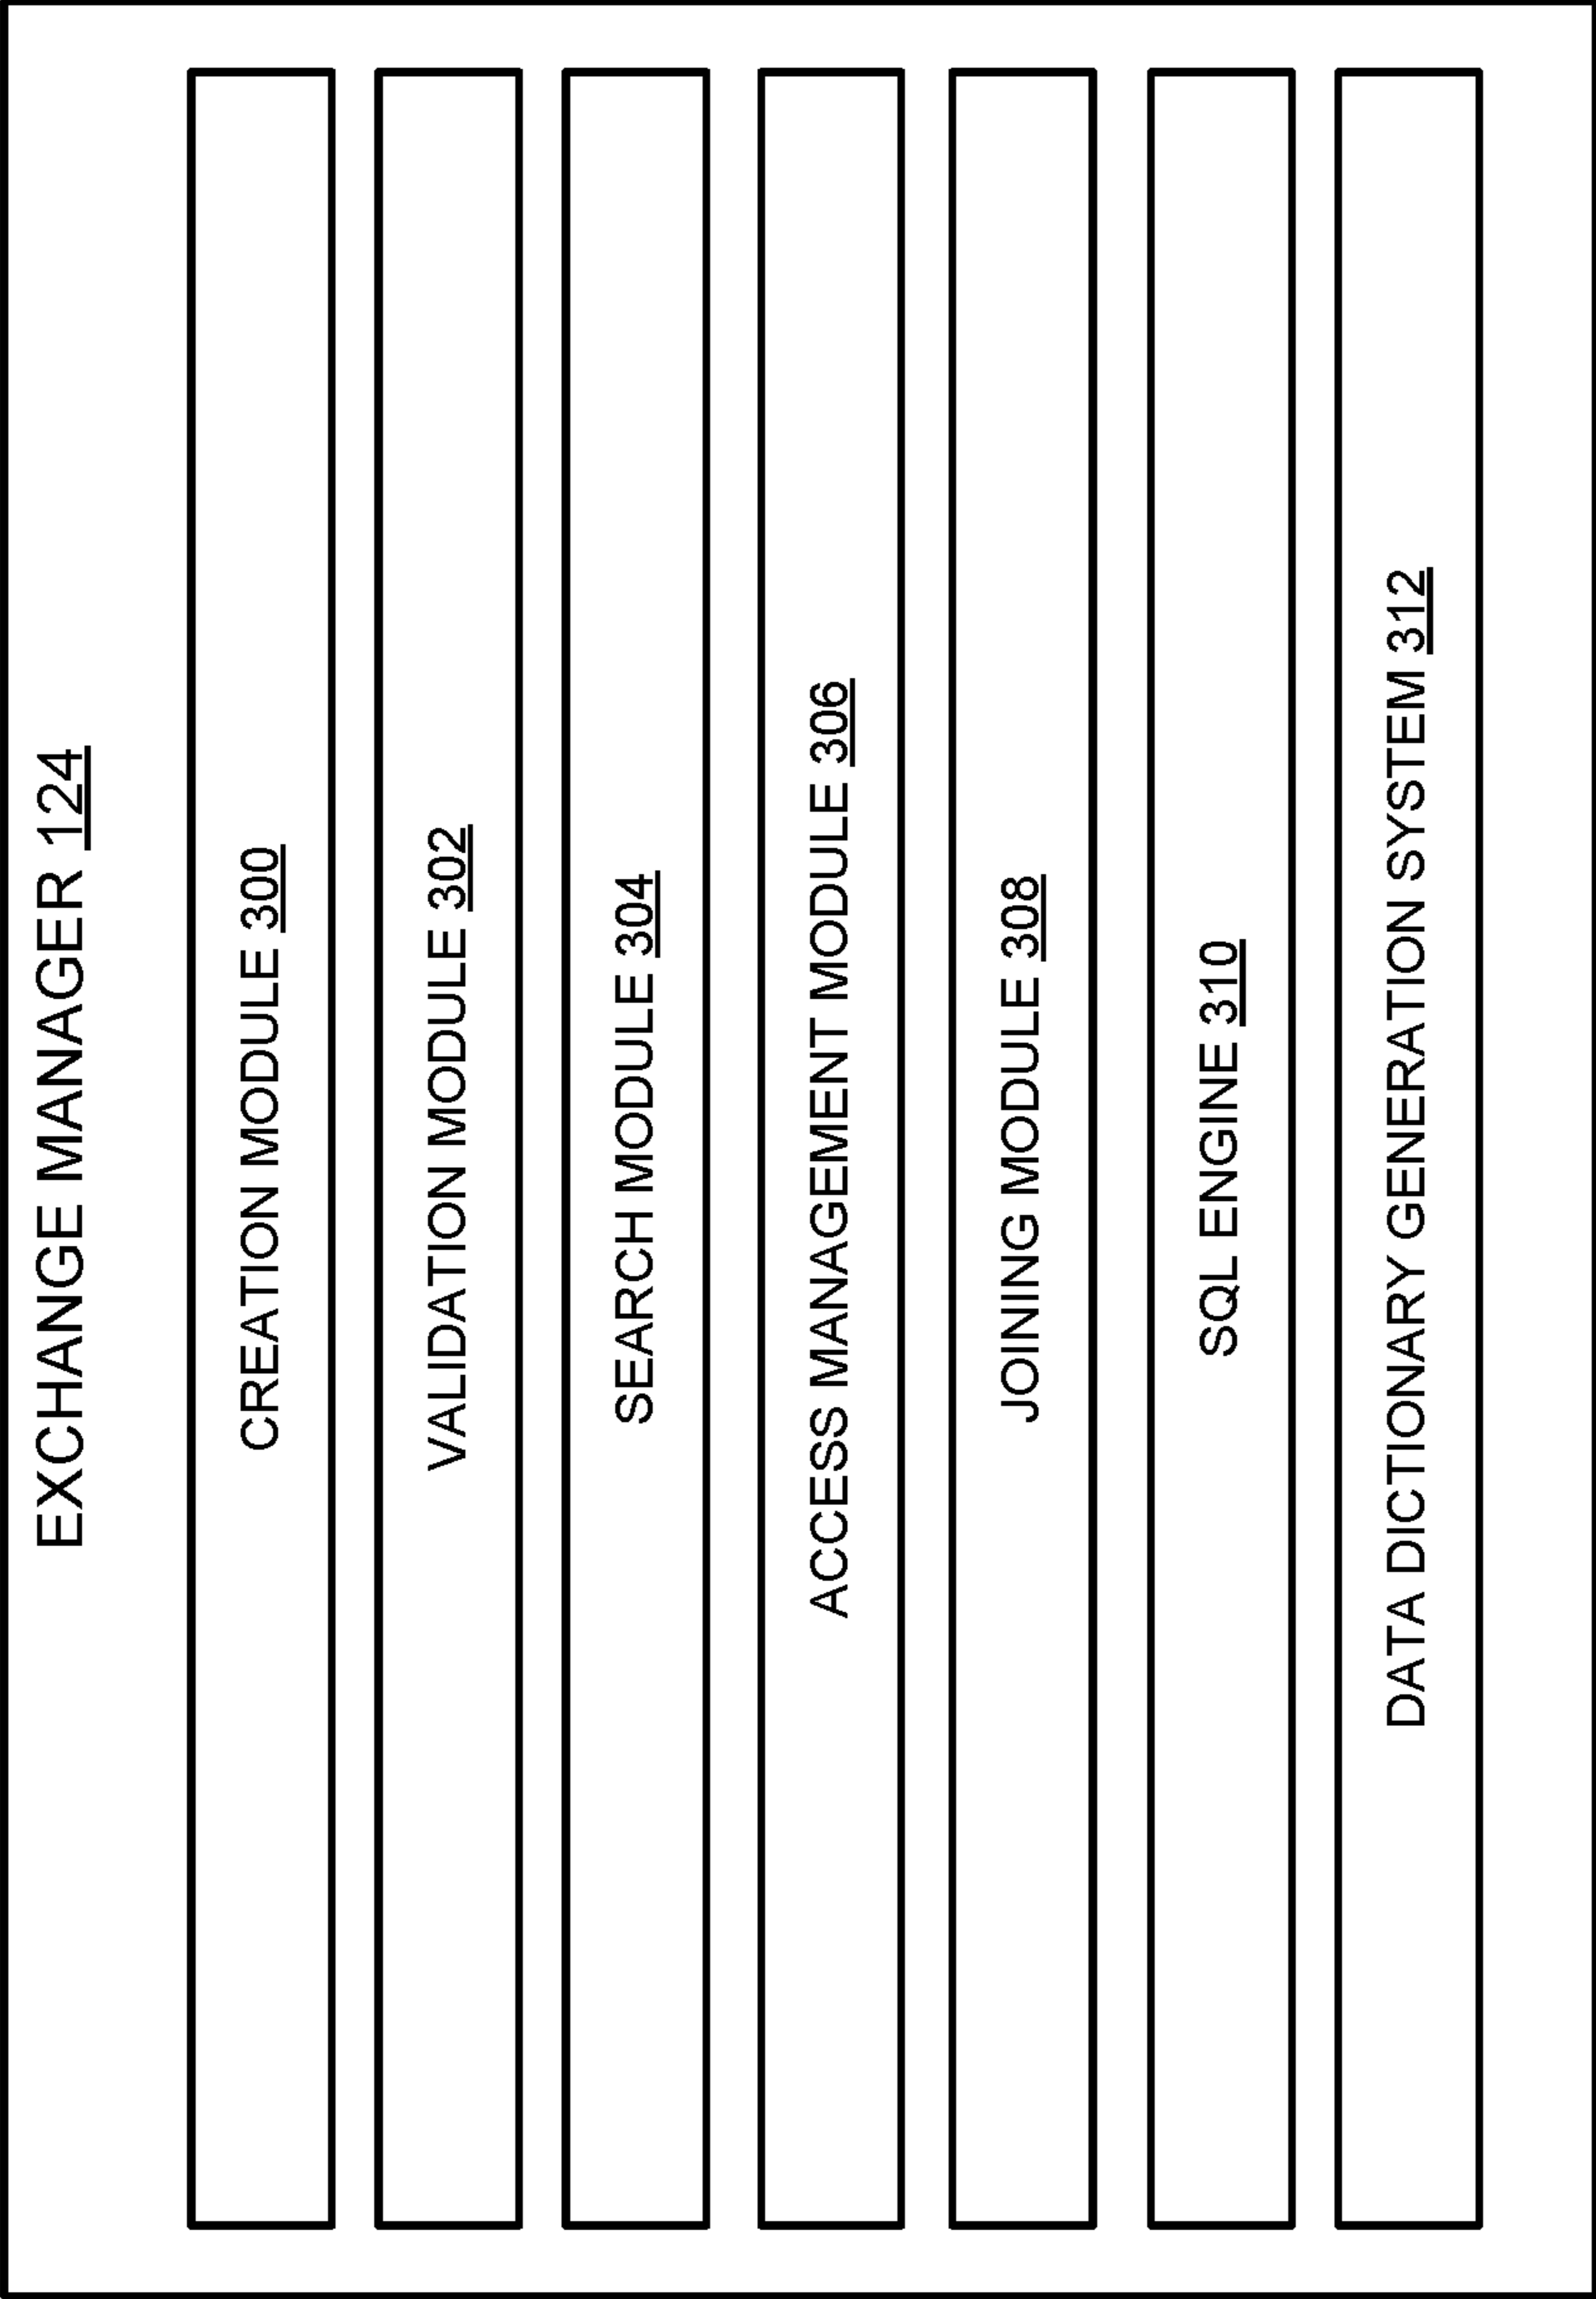 EXCHANGE MANAGER 124
CREATION MODULE 300
VALIDATION MODULE 302
SEARCH MODULE 304
ACCESS MANAGEMENT MODULE 306
JOINING MODULE 308
SQL ENGINE 310
DATA DICTIONARY GENERATION SYSTEM 312